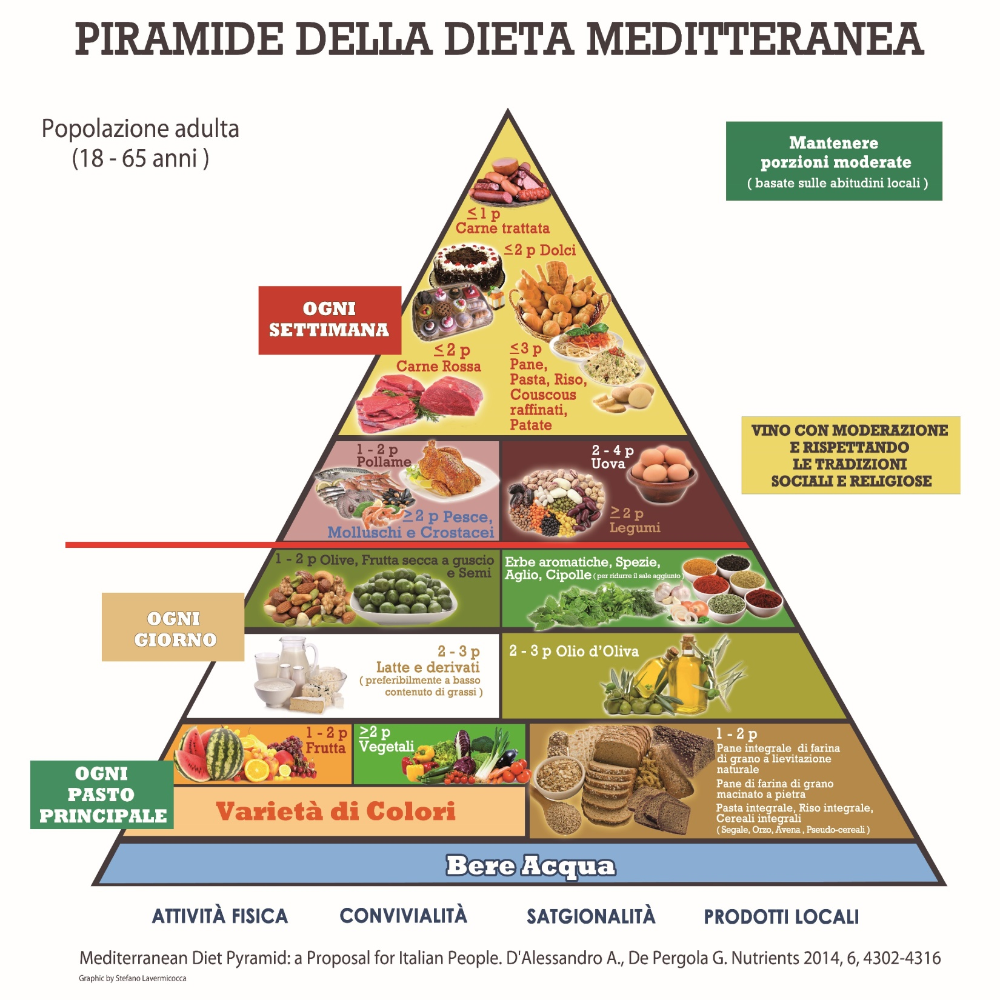 PIRAMIDE DELLA DIETA MEDITTERANEA
Popolazione adulta
(18 - 65 anni )
Mantenere
porzioni moderate
( basate sulle abitudini locali )
≤1 p
Carne trattata
≤2 p Dolci
OGNI
SETTIMANA
≤2 p
Carne Rossa
≤3 p
Pane,
Pasta, Riso,
Couscous
raffinati,
Patate
VINO CON MODERAZIONE
E RISPETTANDO
LE TRADIZIONI
SOCIALI E RELIGIOSE
1 - 2 p
Pollame
≥2 p Pesce,
Molluschi e Crostacei
2 - 4 p
Uova
≥2 p
Legumi
1 - 2 p Olive, Frutta secca a guscio
e Semi
Erbe aromatiche, Spezie,
Aglio, Cipolle ( per ridurre il sale aggiunto )
OGNI
GIORNO
2 - 3 p
Latte e derivati
( preferibilmente a basso
contenuto di grassi )
2 - 3 p Olio d'Oliva
1 - 2 p
Frutta
≥2 p
Vegetali
1 - 2 p
Pane integrale di farina
di grano a lievitazione
naturale
Pane di farina di grano
macinato a pietra
Pasta integrale, Riso integrale,
Cereali integrali
( Segale, Orzo, Avena , Pseudo-cereali )
OGNI
PASTO
PRINCIPALE
Varietà di Colori
Bere Acqua
ATTIVITÀ FISICA
CONVIVIALITÀ
SATGIONALITÀ
PRODOTTI LOCALI
Mediterranean Diet Pyramid: a Proposal for Italian People. D'Alessandro A., De Pergola G. Nutrients 2014, 6, 4302-4316
Graphic by Stefano Lavermicocca